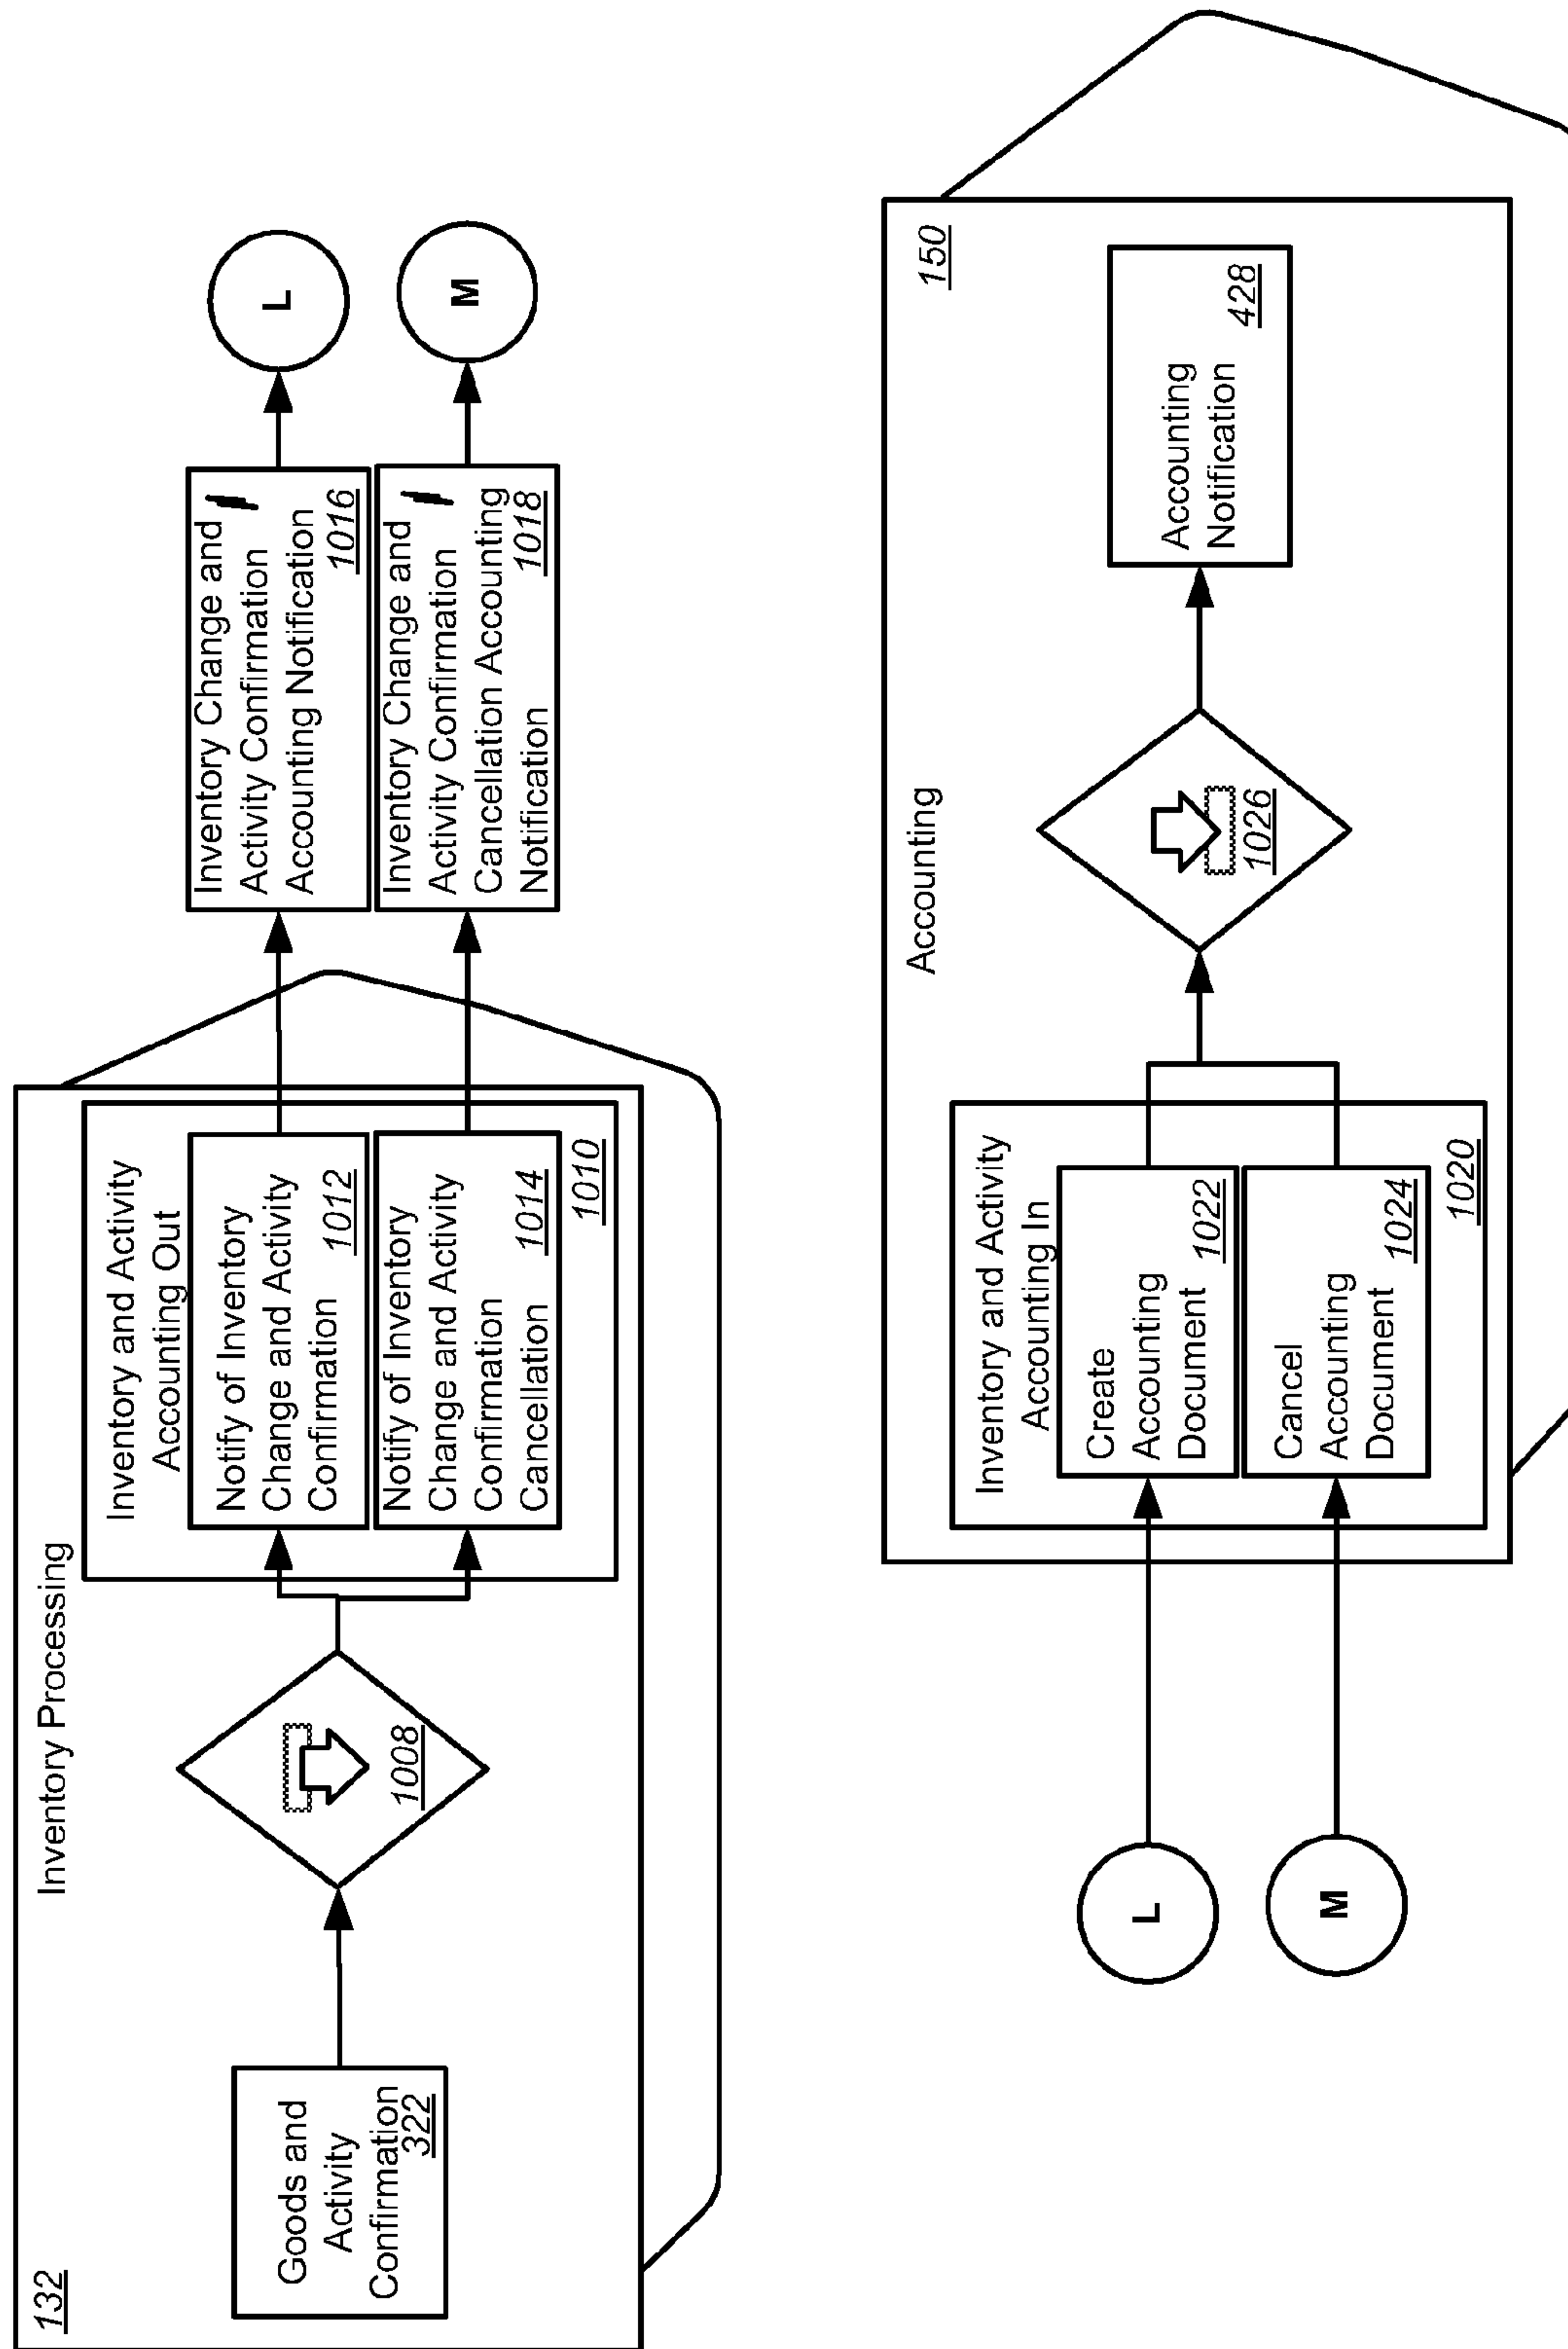 132
Inventory Processing
Goods and
Activity
Confirmation
322
1008
Inventory and Activity
Accounting Out
Notify of Inventory
Change and Activity
Confirmation
1012
Notify of Inventory
Change and Activity
Confirmation
Cancellation
1014
1010
Inventory Change and
Activity Confirmation
Accounting Notification
1016
Inventory Change and
Activity Confirmation
Cancellation Accounting
Notification
1018
L
M
L
M
Accounting
150
Inventory and Activity
Accounting In
Create
Accounting
Document
1022
Cancel
Accounting
Document
1024
1020
1026
Accounting
Notification
428